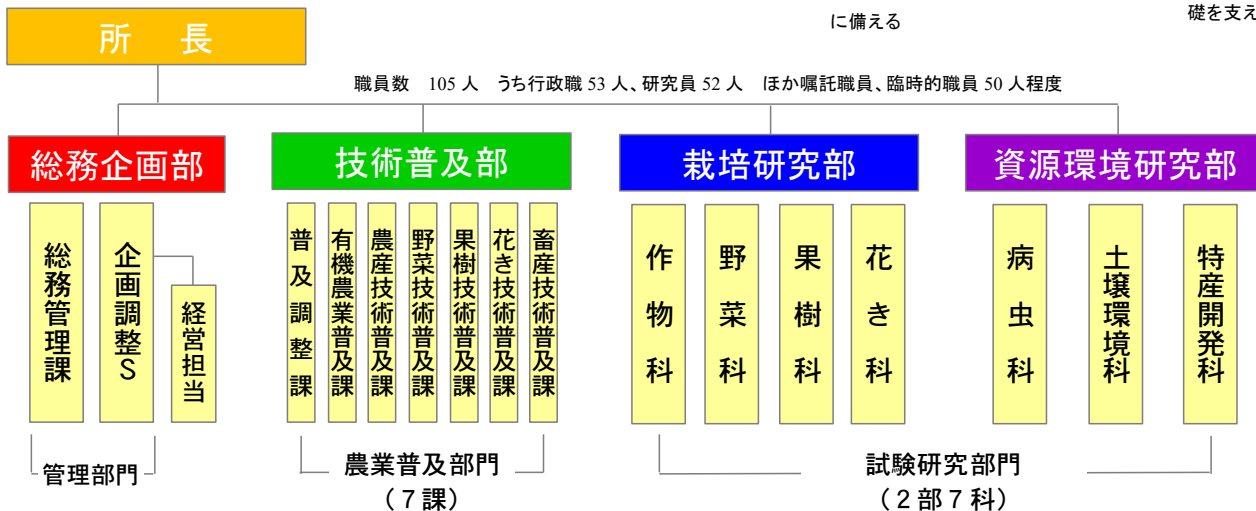 に備える
礎を支え
所 長
職員数 105 人 うち行政職 53 人、研究員 52 人 ほか嘱託職員、臨時的職員 50 人程度
総務企画部
技術普及部
栽培研究部
資源環境研究部
総務管理課
企画調整S
経営担当
普及調整課
有機農業普及課
農産技術普及課
野菜技術普及課
果樹技術普及課
花き技術普及課
畜産技術普及課
作物科
野菜科
果樹科
花き科
病虫科
土壌環境科
特産開発科
管理部門
農業普及部門
（７課）
試験研究部門
（２部７科）